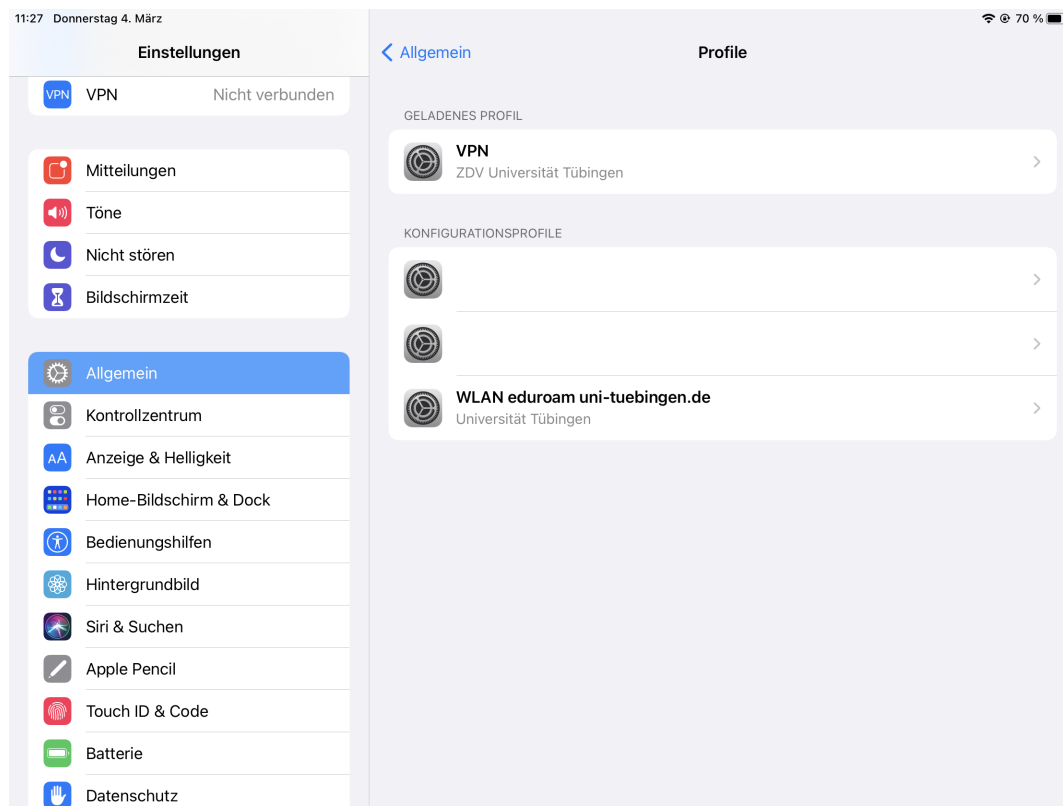 11:27 Donnerstag 4. März
70 %
Einstellungen
VPN VPN Nicht verbunden
Mitteilungen
Töne
Nicht stören
Bildschirmzeit
Allgemein
Kontrollzentrum
AA Anzeige & Helligkeit
Home-Bildschirm & Dock
Bedienungshilfen
Hintergrundbild
Siri & Suchen
Apple Pencil
Touch ID & Code
Batterie
Datenschutz
Allgemein
Profile
GELADENES PROFIL
VPN
ZDV Universität Tübingen
KONFIGURATIONSPROFILE
WLAN eduroam uni-tuebingen.de
Universität Tübingen